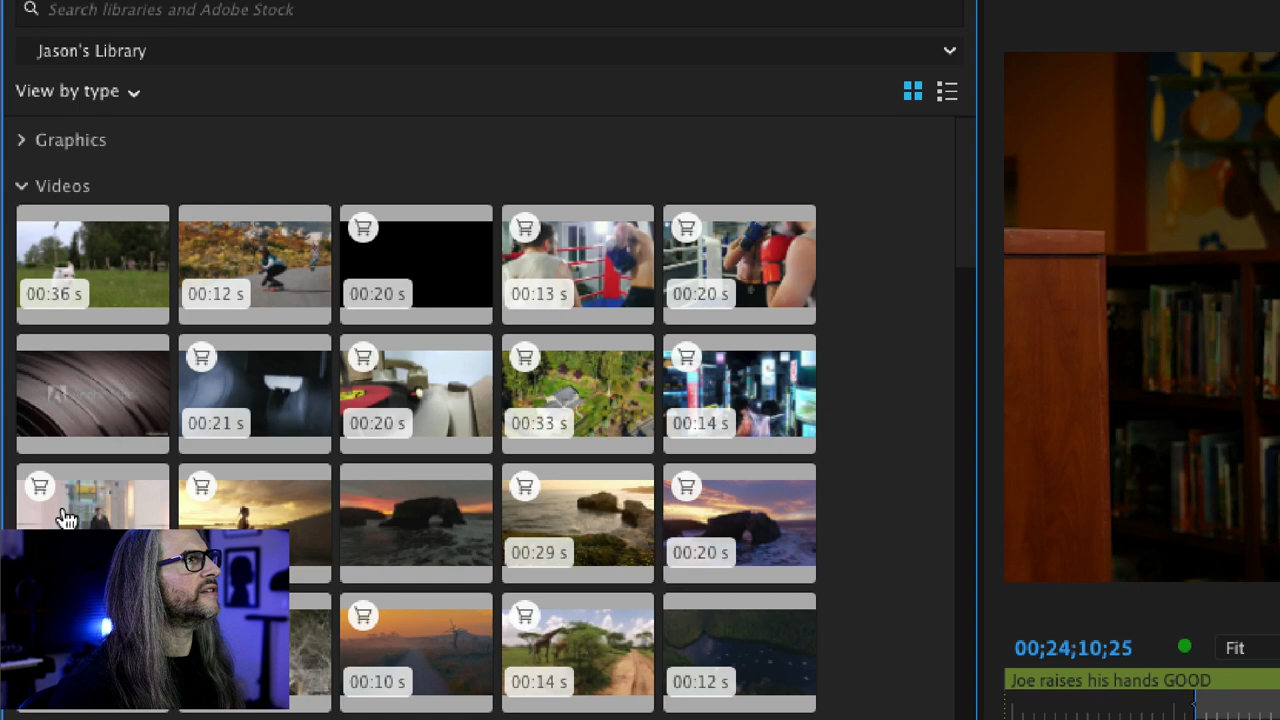 Search libraries and Adobe Stock
Jason's Library
View by type
Graphics
Videos
00:36 s
00:12 s
00:20 s
00:13 s
00:20 s
00:21 s
00:20 s
00:33 s
00:14 s
00:29 s
00:20 s
00:10 s
00:14 s
00:12 s
00;24;10;25
Fit
Joe raises his hands GOOD